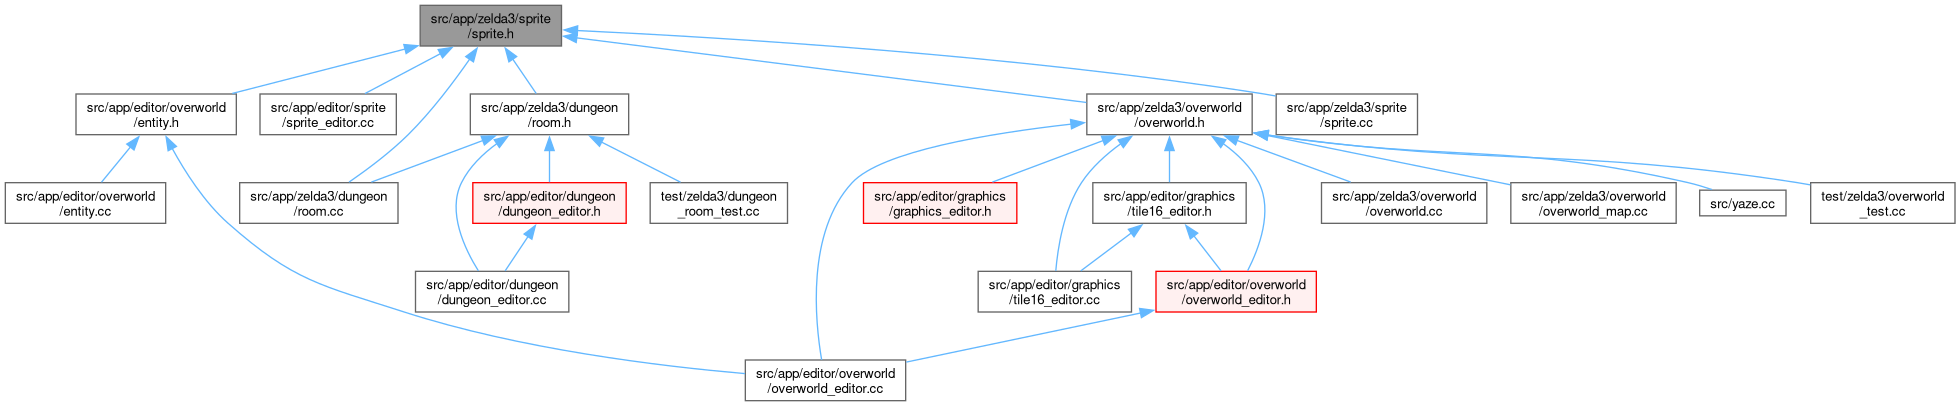 src/app/zelda3/sprite
/sprite.h
src/app/editor/overworld
/entity.h
src/app/editor/sprite
/sprite_editor.cc
src/app/zelda3/dungeon
/room.h
src/app/zelda3/overworld
/overworld.h
src/app/zelda3/sprite
/sprite.cc
src/app/editor/overworld
/entity.cc
src/app/zelda3/dungeon
/room.cc
src/app/editor/dungeon
/dungeon_editor.h
test/zelda3/dungeon
_room_test.cc
src/app/editor/graphics
/graphics_editor.h
src/app/editor/graphics
/tile16_editor.h
src/app/zelda3/overworld
/overworld.cc
src/app/zelda3/overworld
/overworld_map.cc
src/yaze.cc
test/zelda3/overworld
_test.cc
src/app/editor/dungeon
/dungeon_editor.cc
src/app/editor/graphics
/tile16_editor.cc
src/app/editor/overworld
/overworld_editor.h
src/app/editor/overworld
/overworld_editor.cc